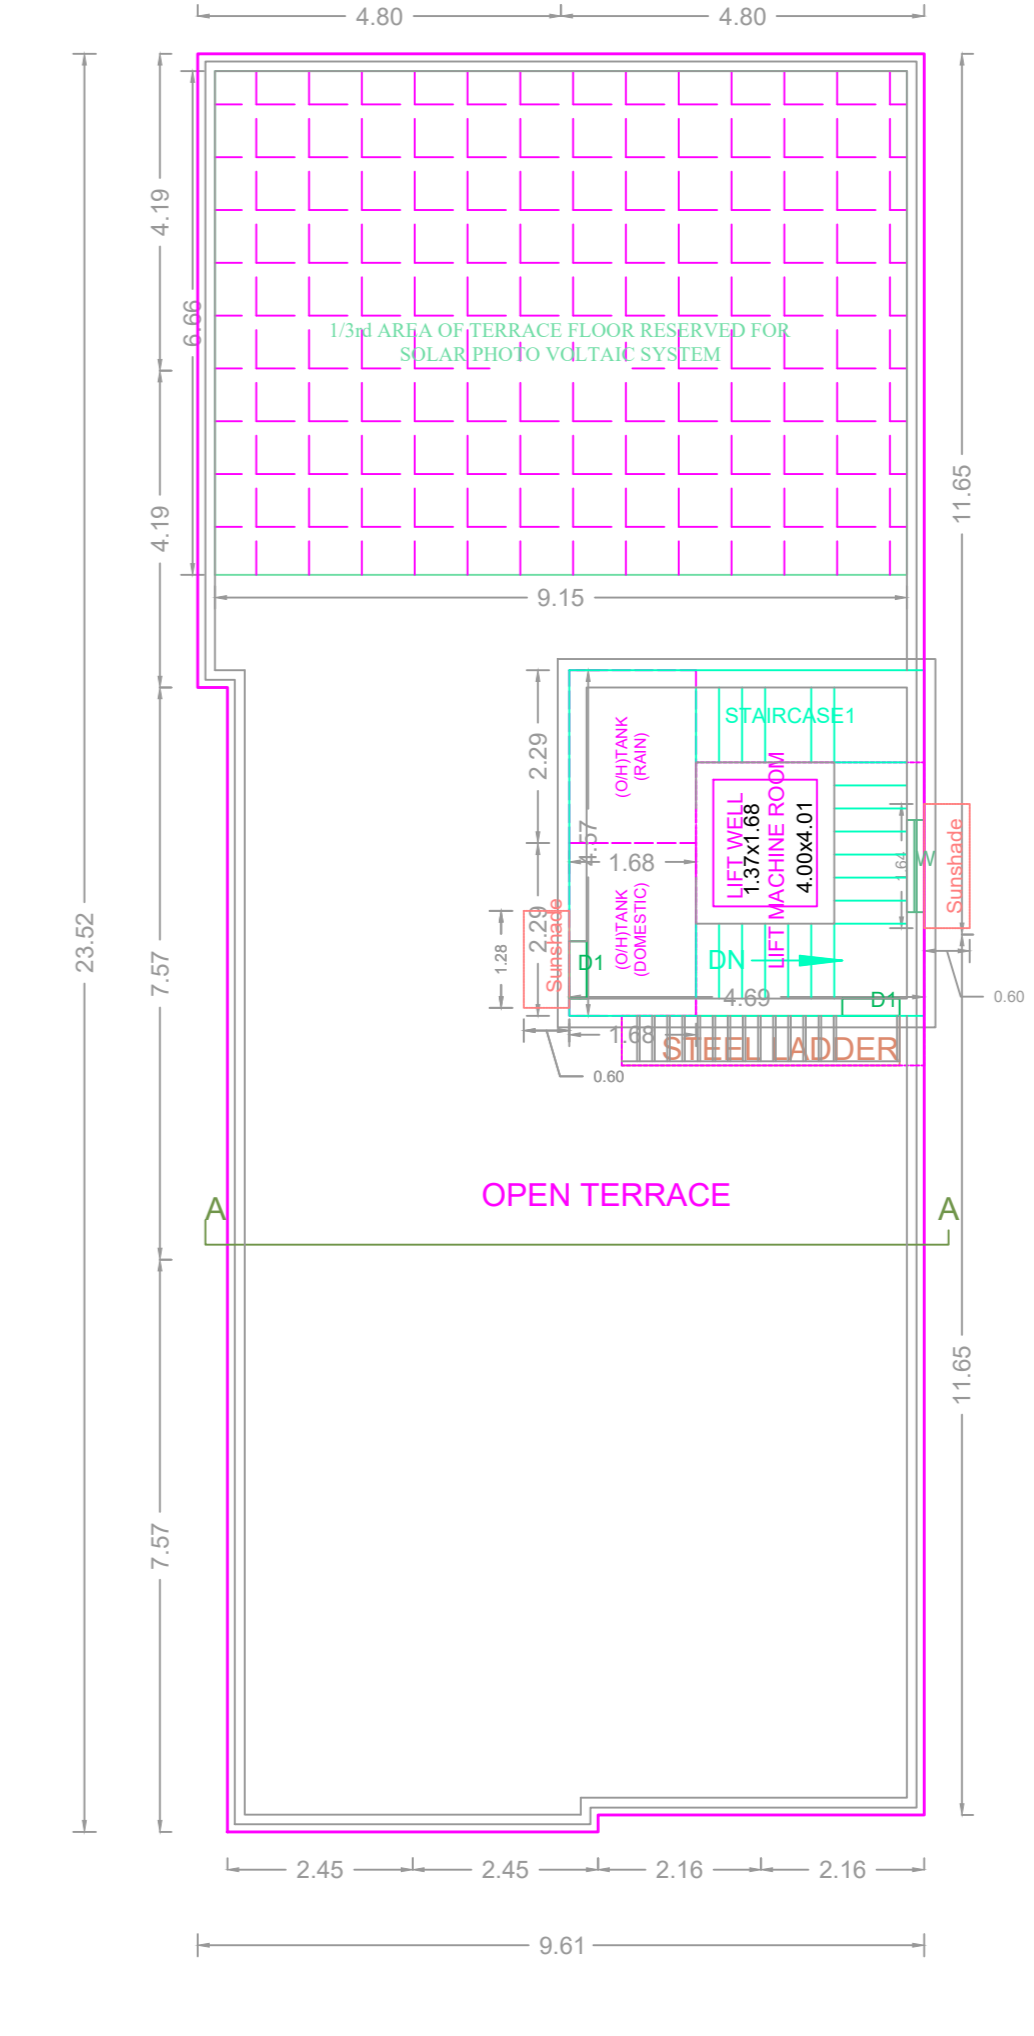 4.80
4.80
4.19
6.66
1/3rd AREA OF TERRACE FLOOR RESERVED FOR
SOLAR PHOTO VOLTAIC SYSTEM
11.65
4.19
9.15
STAIRCASE1
(O/H)TANK
(RAIN)
2.29
4.57
1.68
LIFT WELL
1.37x1.68
LIFT MACHINE ROOM
4.00x4.01
1.64
W
Sunshade
23.52
7.57
1.28
2.29
Sunshade
(O/H)TANK
(DOMESTIC)
D1
DN
4.69
D1
0.60
1.68
STEEL LADDER
0.60
OPEN TERRACE
A
A
11.65
7.57
2.45
2.45
2.16
2.16
9.61